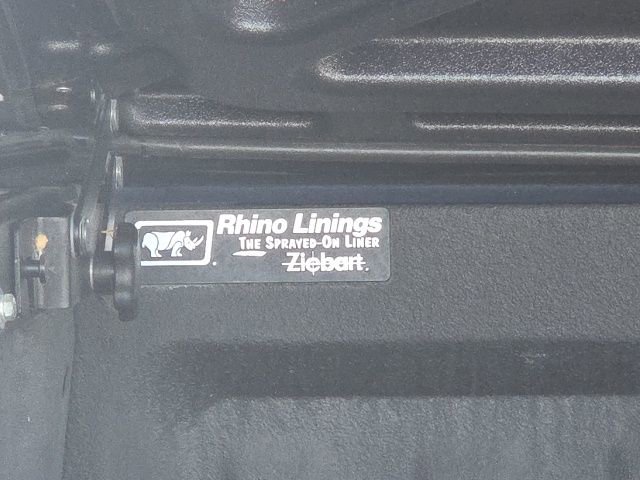 Rhino Linings
THE SPRAYED-ON LINER
Ziebart